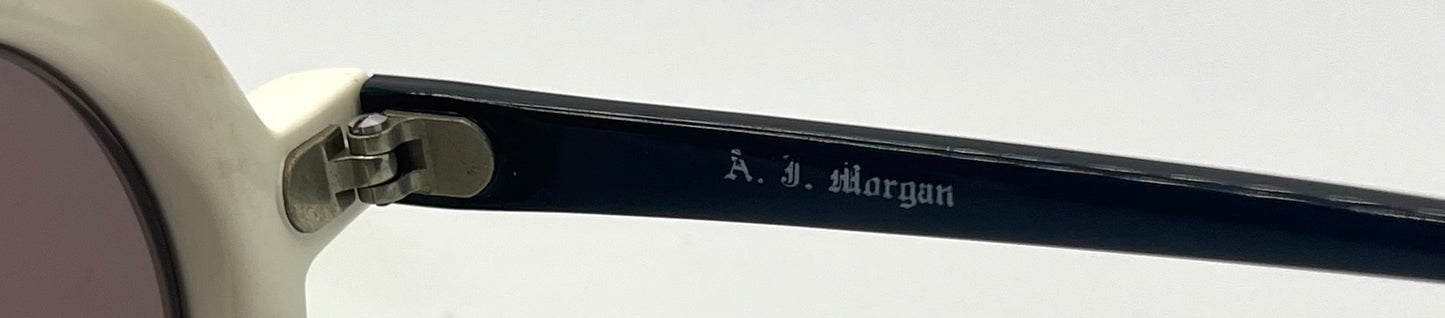 A. J. Morgan